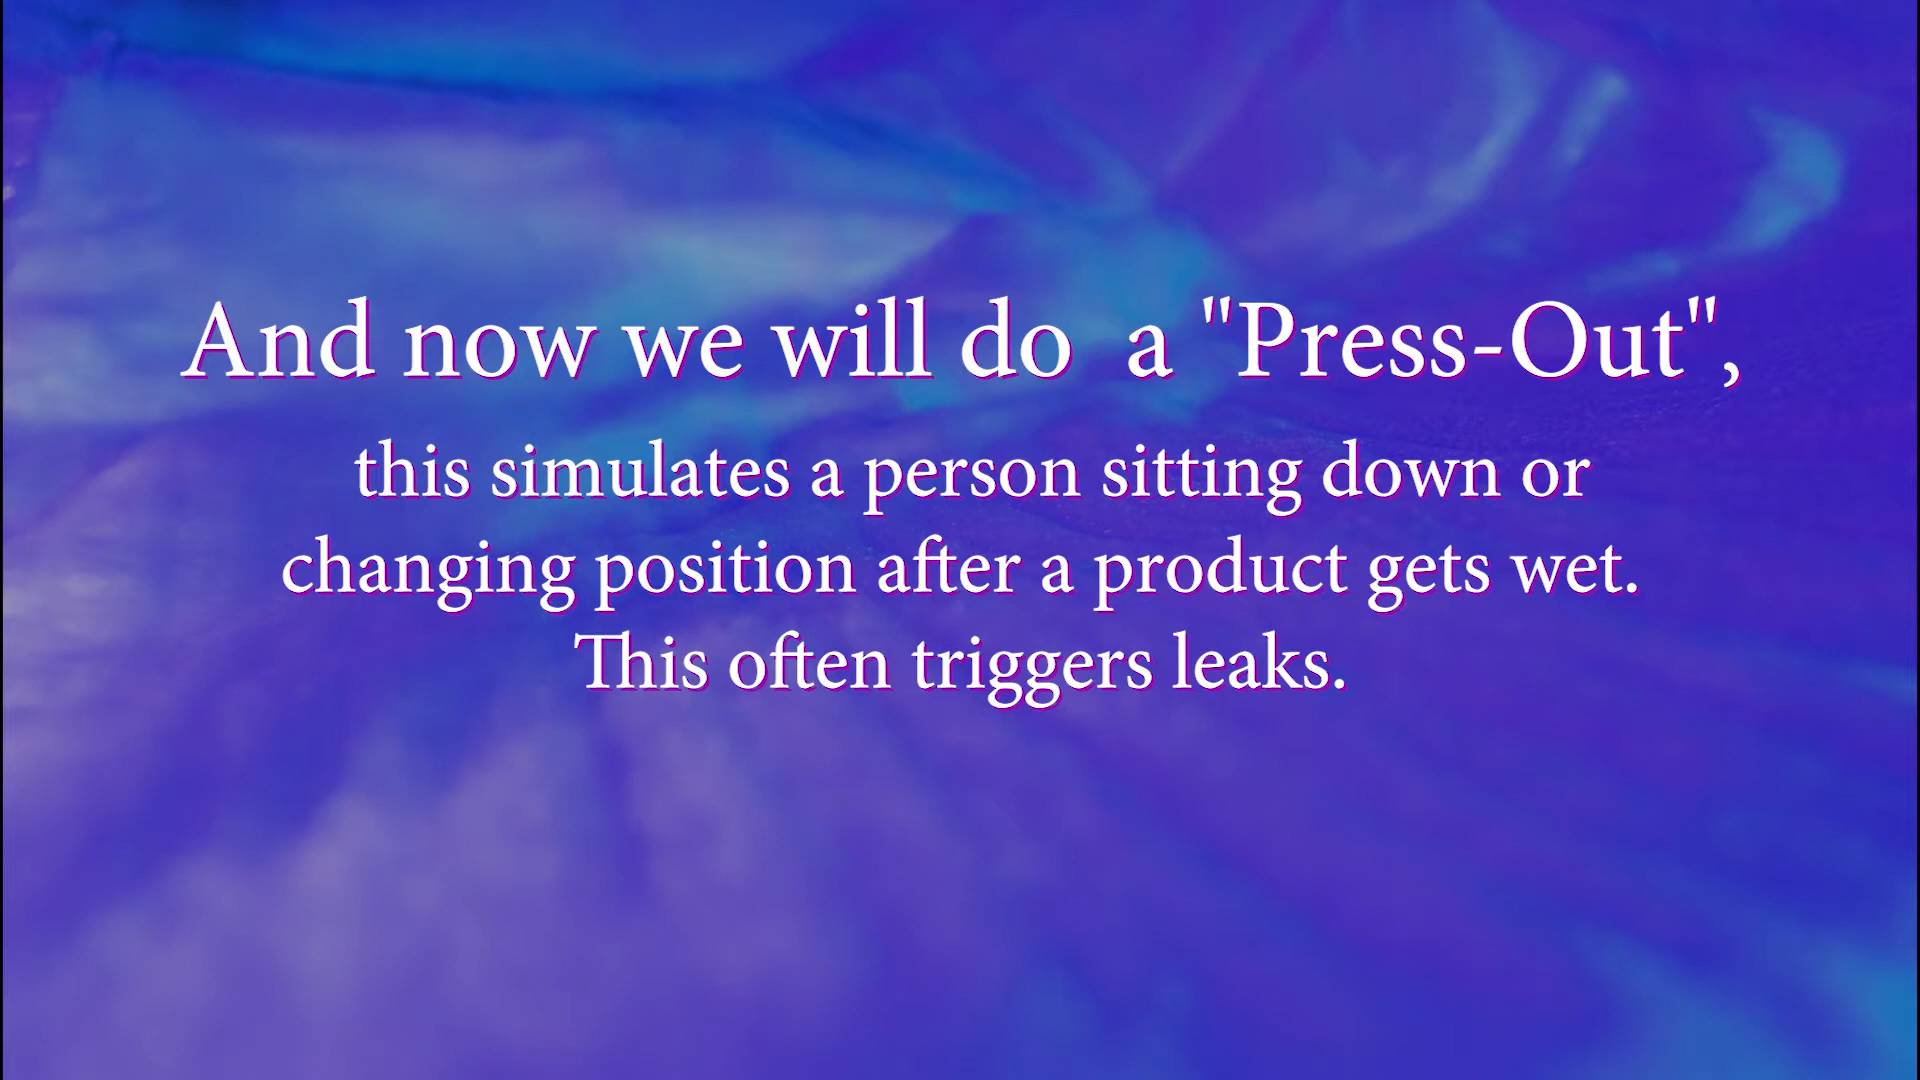 And now we will do  a "Press-Out",
this simulates a person sitting down or
changing position after a product gets wet.
This often triggers leaks.